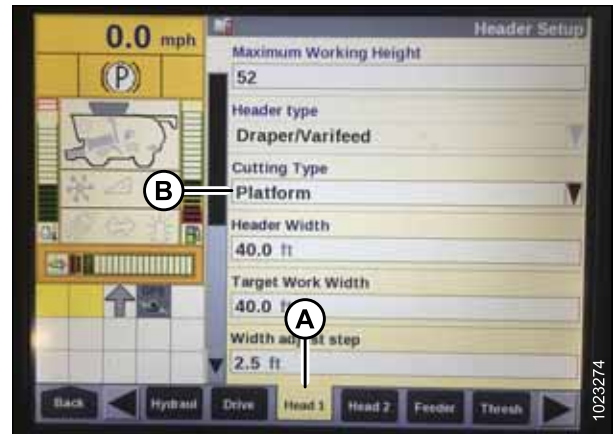 0.0 mph
Header Setup
(P)
Maximum Working Height
52
Header type
Draper/Varifeed
Cutting Type
B
Platform
Header Width
40.0 ft
Target Work Width
40.0
A
Width adjust step
2.5 ft
Back
Hydraul
Drive
Head 1
Head 2
Feeder
Thresh
1023274